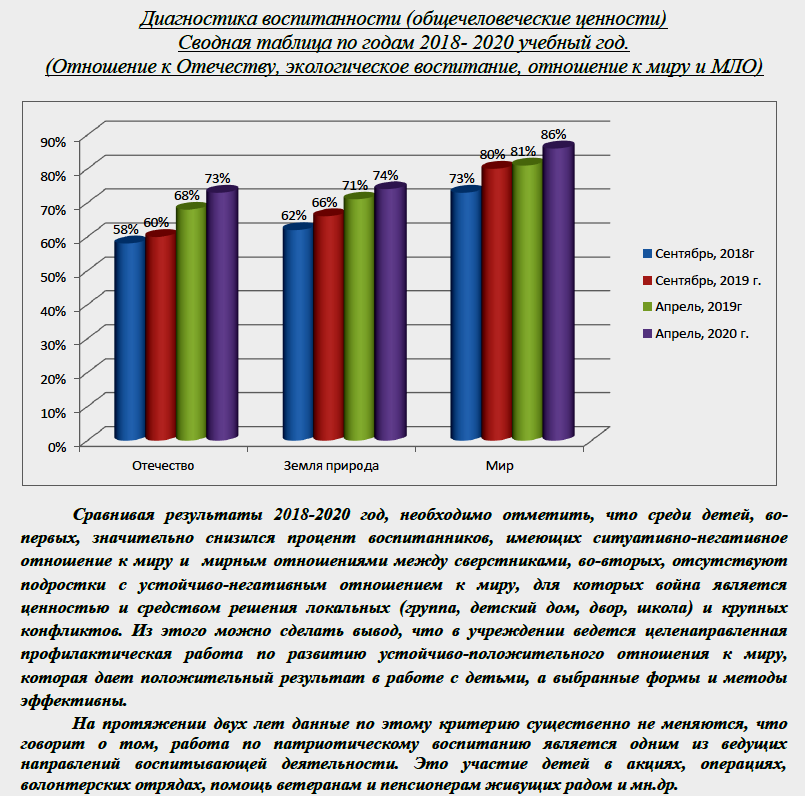 Диагностика воспитанности (общечеловеческие ценности)
Сводная таблица по годам 2018- 2020 учебный год.
(Отношение к Отечеству, экологическое воспитание, отношение к миру и МЛО)
90%
80%
70%
60%
50%
40%
30%
20%
10%
0%
58%
60%
68%
73%
62%
66%
71%
74%
73%
80%
81%
86%
Отечество
Земля природа
Мир
Сентябрь, 2018г
Сентябрь, 2019 г.
Апрель, 2019г
Апрель, 2020 г.
Сравнивая результаты 2018-2020 год, необходимо отметить, что среди детей, во-
первых, значительно снизился процент воспитанников, имеющих ситуативно-негативное
отношение к миру и мирным отношениями между сверстниками, во-вторых, отсутствуют
подростки с устойчиво-негативным отношением к миру, для которых война является
ценностью и средством решения локальных (группа, детский дом, двор, школа) и крупных
конфликтов. Из этого можно сделать вывод, что в учреждении ведется целенаправленная
профилактическая работа по развитию устойчиво-положительного отношения к миру,
которая дает положительный результат в работе с детьми, а выбранные формы и методы
эффективны.
На протяжении двух лет данные по этому критерию существенно не меняются, что
говорит о том, работа по патриотическому воспитанию является одним из ведущих
направлений воспитывающей деятельности. Это участие детей в акциях, операциях,
волонтерских отрядах, помощь ветеранам и пенсионерам живущих радом и мн.др.